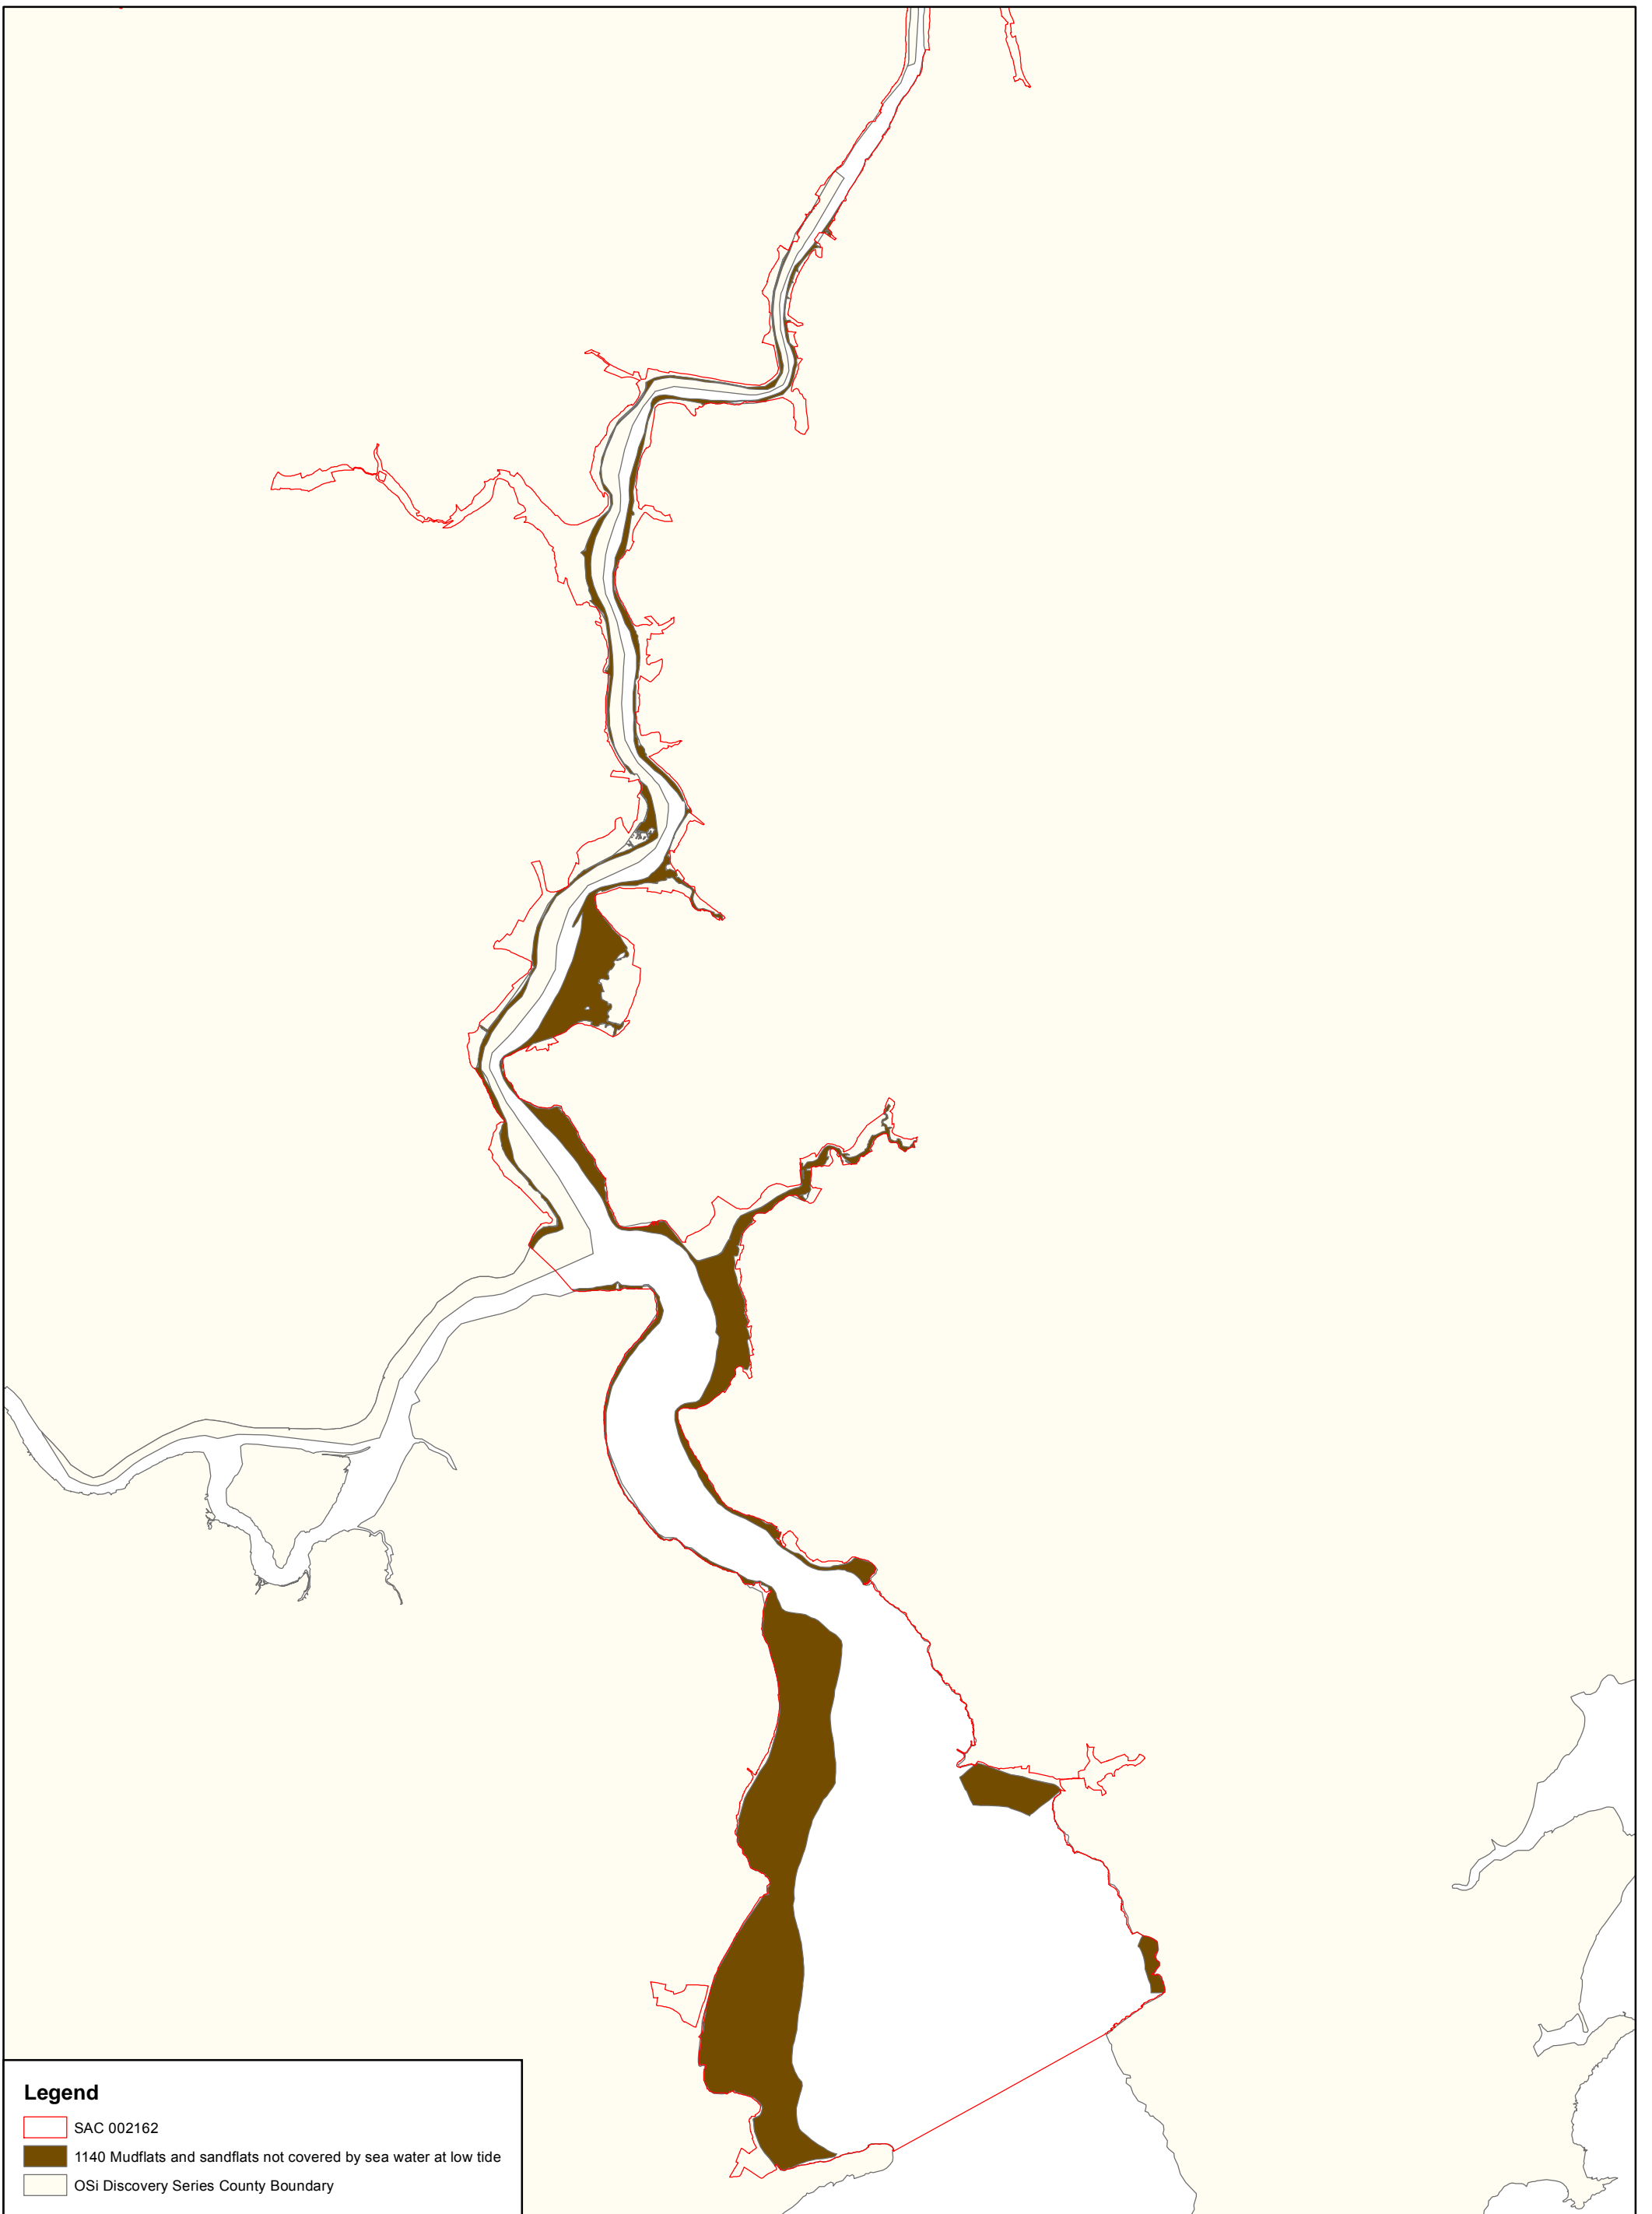 Legend
SAC 002162
1140 Mudflats and sandflats not covered by sea water at low tide
OSi Discovery Series County Boundary